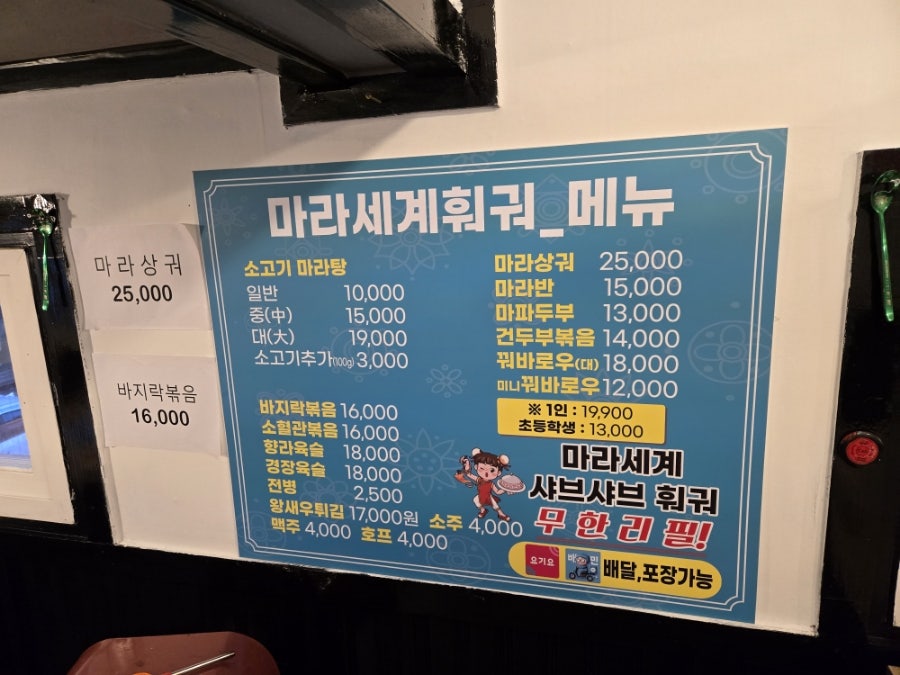 마라상궈
25,000
바지락볶음
16,000
마라세계훠궈_메뉴
소고기 마라탕
일반 10,000
중(中) 15,000
대(大) 19,000
소고기추가(100g) 3,000
바지락볶음 16,000
소혈관볶음 16,000
향라육슬 18,000
경장육슬 18,000
전병 2,500
왕새우튀김 17,000원 소주 4,000
맥주 4,000 호프 4,000
마라상궈 25,000
마라반 15,000
마파두부 13,000
건두부볶음 14,000
꿔바로우(대) 18,000
미니꿔바로우 12,000
※ 1인 : 19,900
초등학생 : 13,000
마라세계
샤브샤브 훠궈
무한리필!
요기요 배민 배달,포장가능